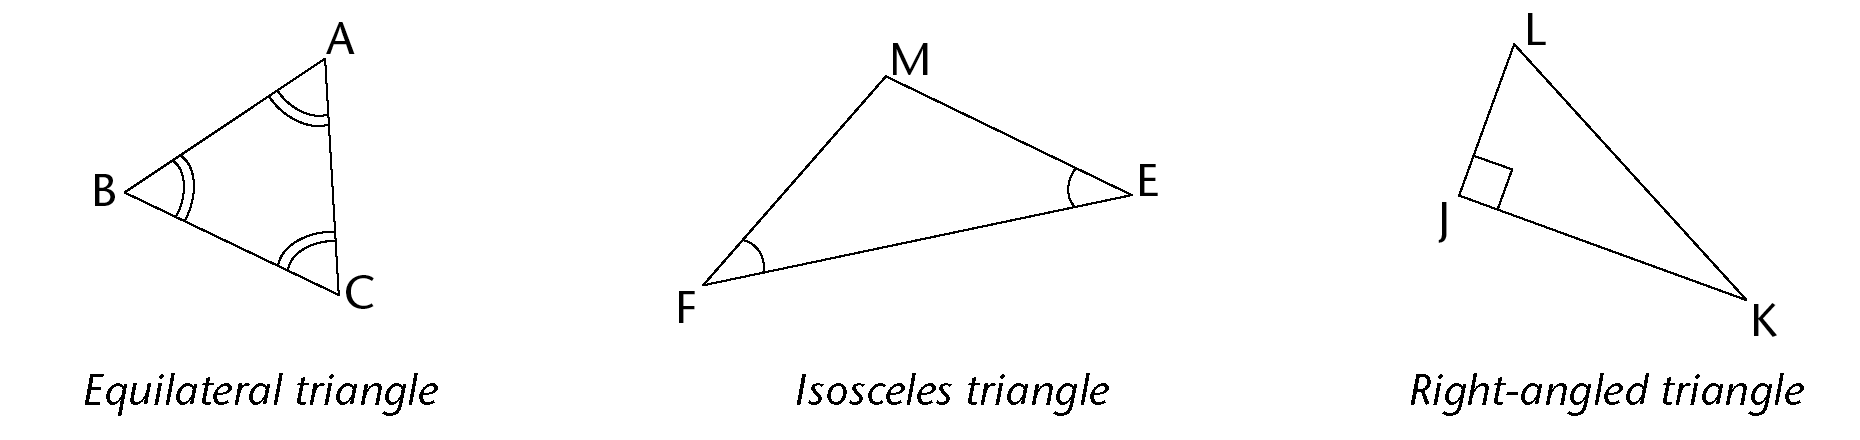 A
B
C
Equilateral triangle
M
E
F
Isosceles triangle
L
J
K
Right-angled triangle